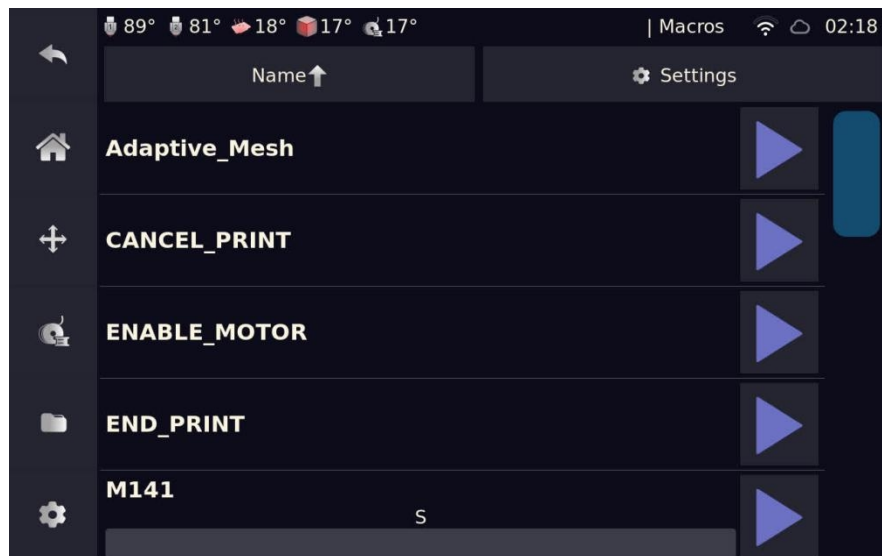 89° 81° 18° 17° 17° | Macros 02:18
Name Settings
Adaptive_Mesh
CANCEL_PRINT
ENABLE_MOTOR
END_PRINT
M141
S